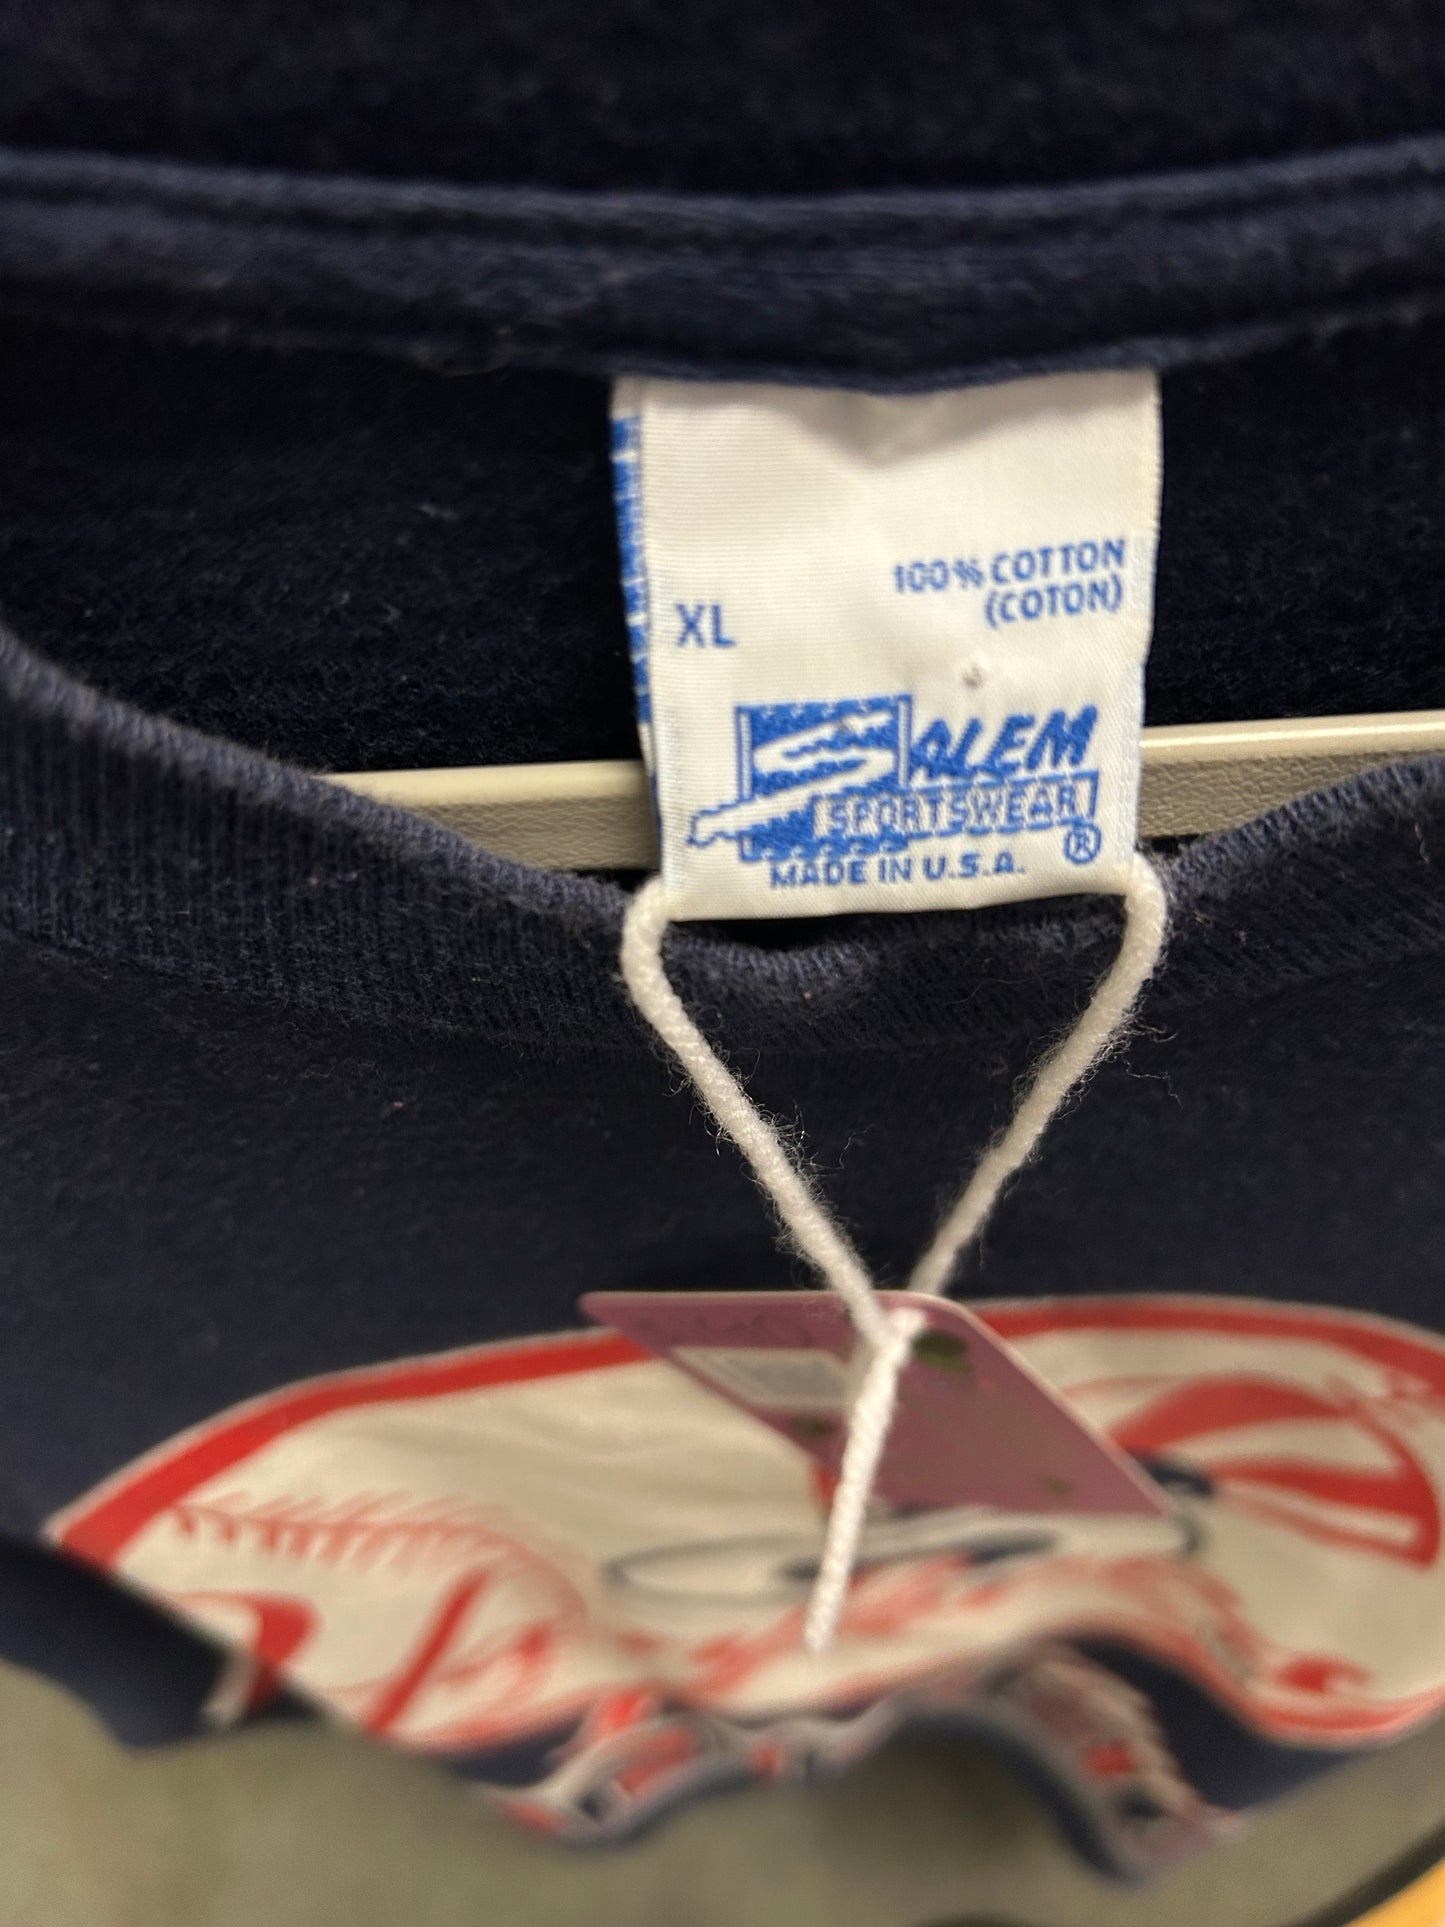 100% COTTON
(COTON)
XL
SALEM
SPORTSWEAR
®
MADE IN U.S.A.